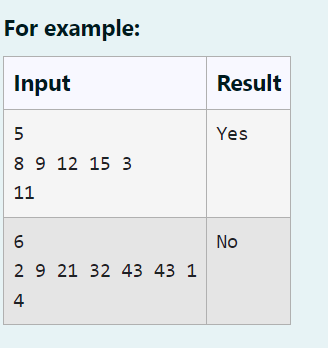 For example:
Input Result
5 Yes
8 9 12 15 3
11
6 No
2 9 21 32 43 43 1
4